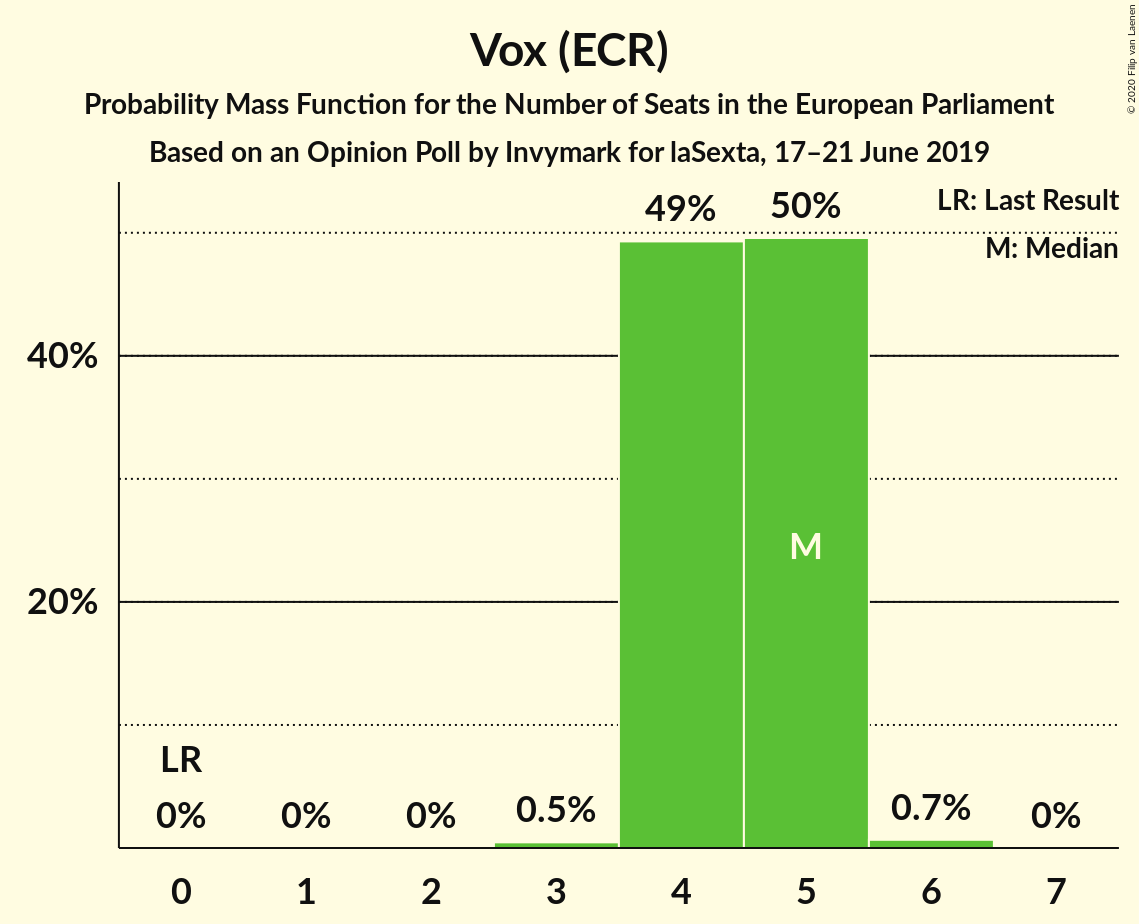 Vox (ECR)
Probability Mass Function for the Number of Seats in the European Parliament
Based on an Opinion Poll by Invymark for laSexta, 17–21 June 2019
© 2020 Filip van Laenen
LR: Last Result
M: Median
49%
50%
40%
M
20%
LR
0%
0%
0%
0.5%
0.7%
0%
0
1
2
3
4
5
6
7